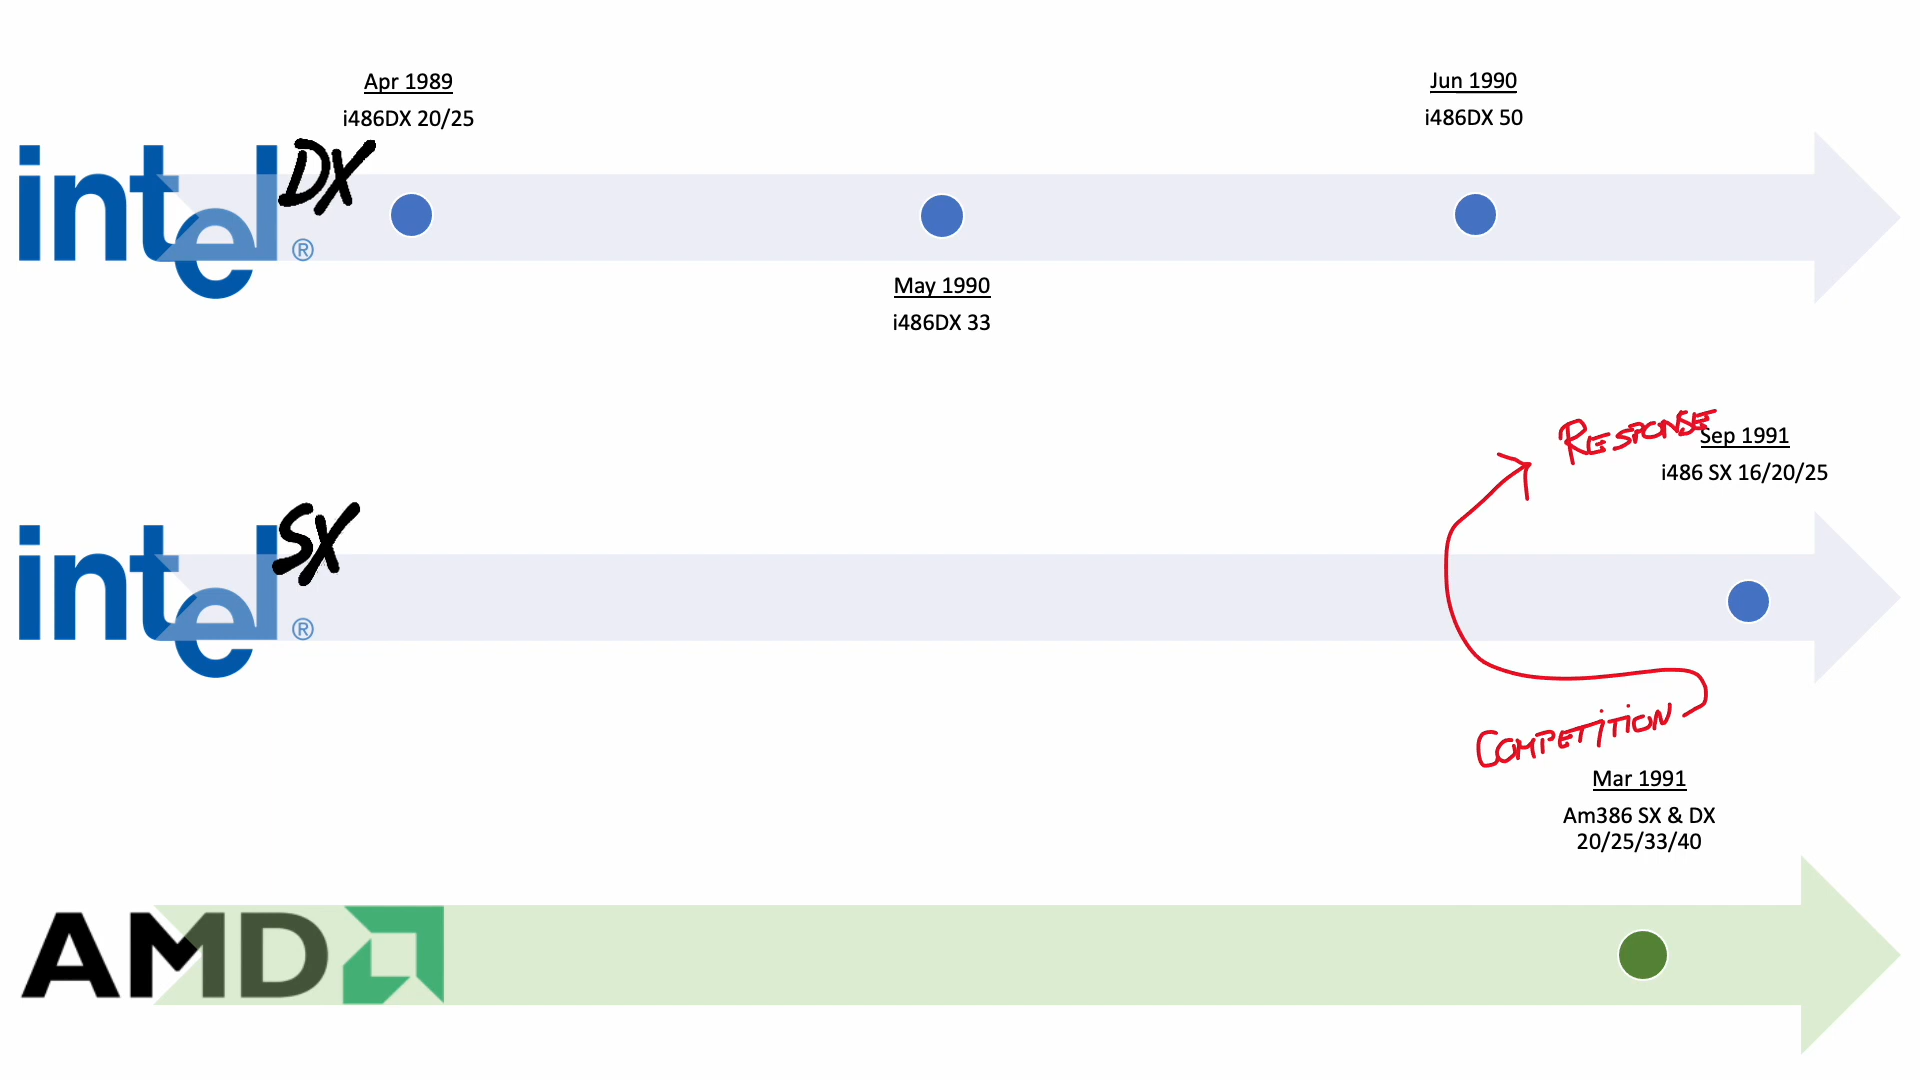 Apr 1989
i486DX 20/25
Jun 1990
i486DX 50
intel® DX
May 1990
i486DX 33
RESPONSE
Sep 1991
i486 SX 16/20/25
intel® SX
COMPETITION
Mar 1991
Am386 SX & DX
20/25/33/40
AMD